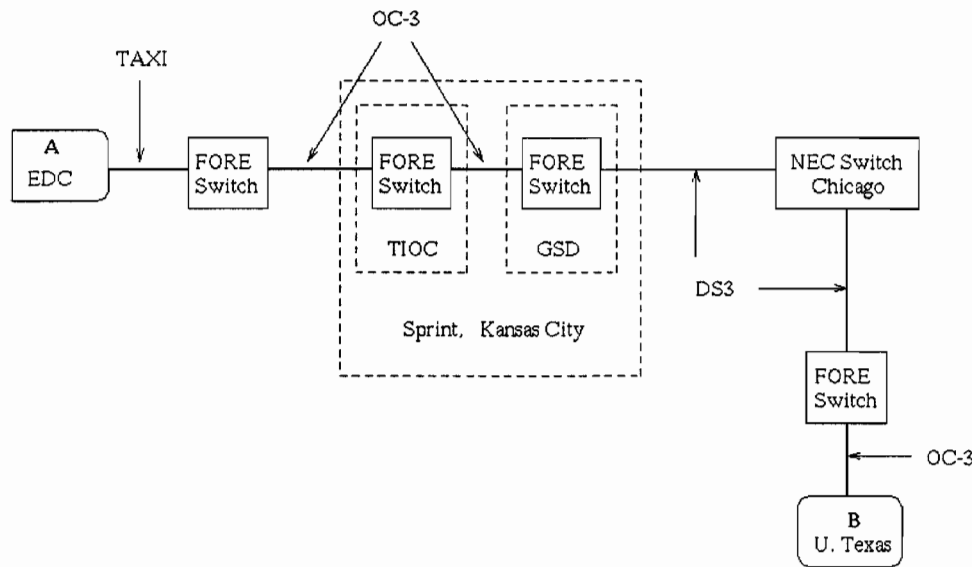 OC-3
TAXI
A
EDC
FORE
Switch
FORE
Switch
FORE
Switch
NEC Switch
Chicago
TIOC
GSD
DS3
Sprint, Kansas City
FORE
Switch
OC-3
B
U. Texas